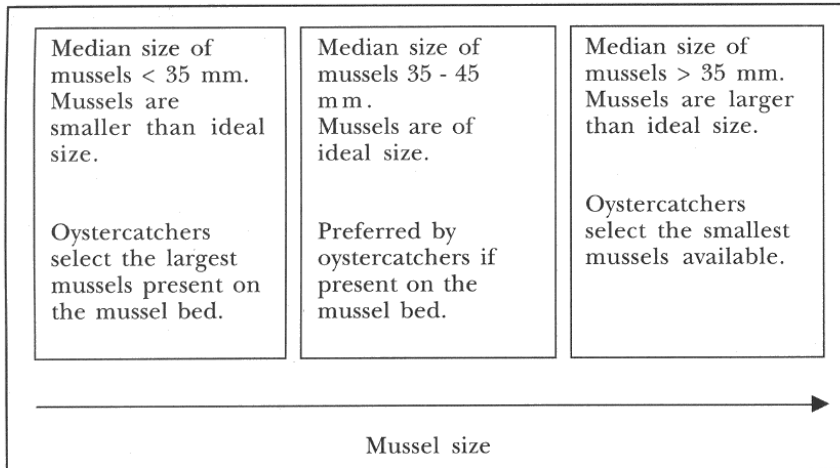 Median size of
mussels < 35 mm.
Mussels are
smaller than ideal
size.
Oystercatchers
select the largest
mussels present on
the mussel bed.
Median size of
mussels 35 - 45
mm.
Mussels are of
ideal size.
Preferred by
oystercatchers if
present on the
mussel bed.
Median size of
mussels > 35 mm.
Mussels are larger
than ideal size.
Oystercatchers
select the smallest
mussels available.
Mussel size